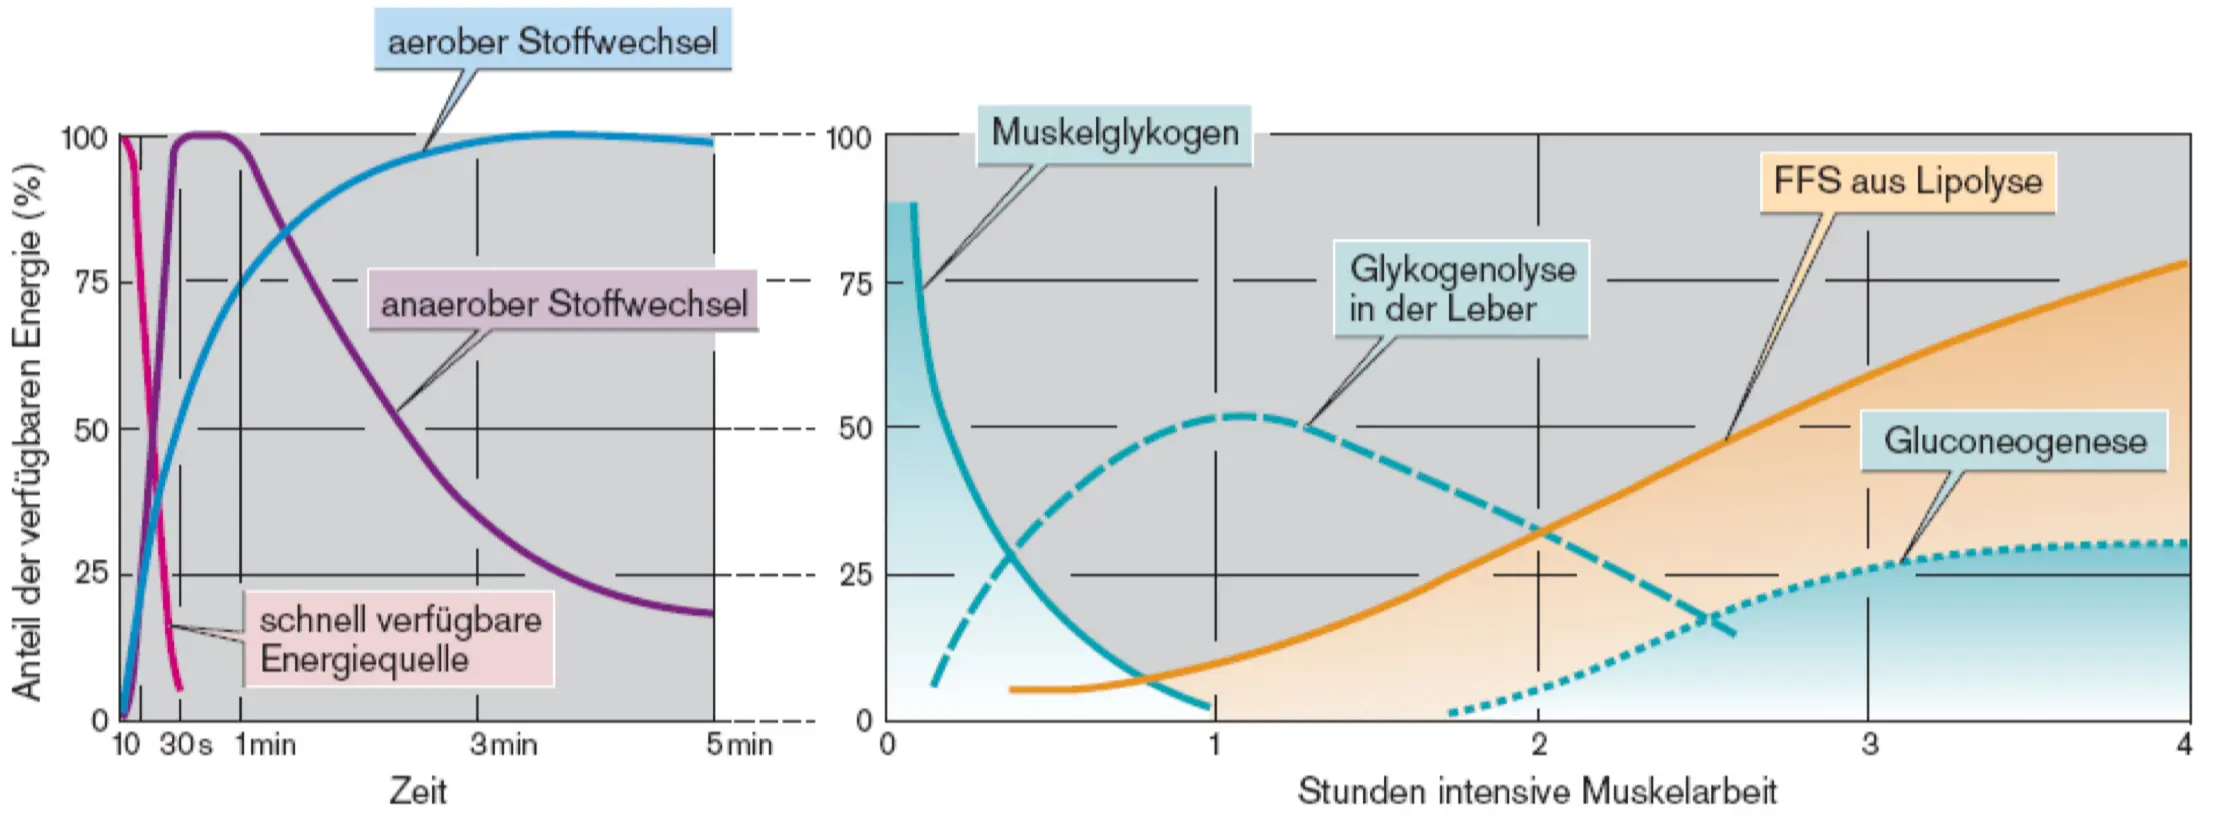 aerober Stoffwechsel
Anteil der verfügbaren Energie (%)
100
75
50
25
0
anaerober Stoffwechsel
schnell verfügbare
Energiequelle
10 30 s 1 min 3 min 5 min
Zeit
100
75
50
25
0
Muskelglykogen
FFS aus Lipolyse
Glykogenolyse
in der Leber
Gluconeogenese
0 1 2 3 4
Stunden intensive Muskelarbeit